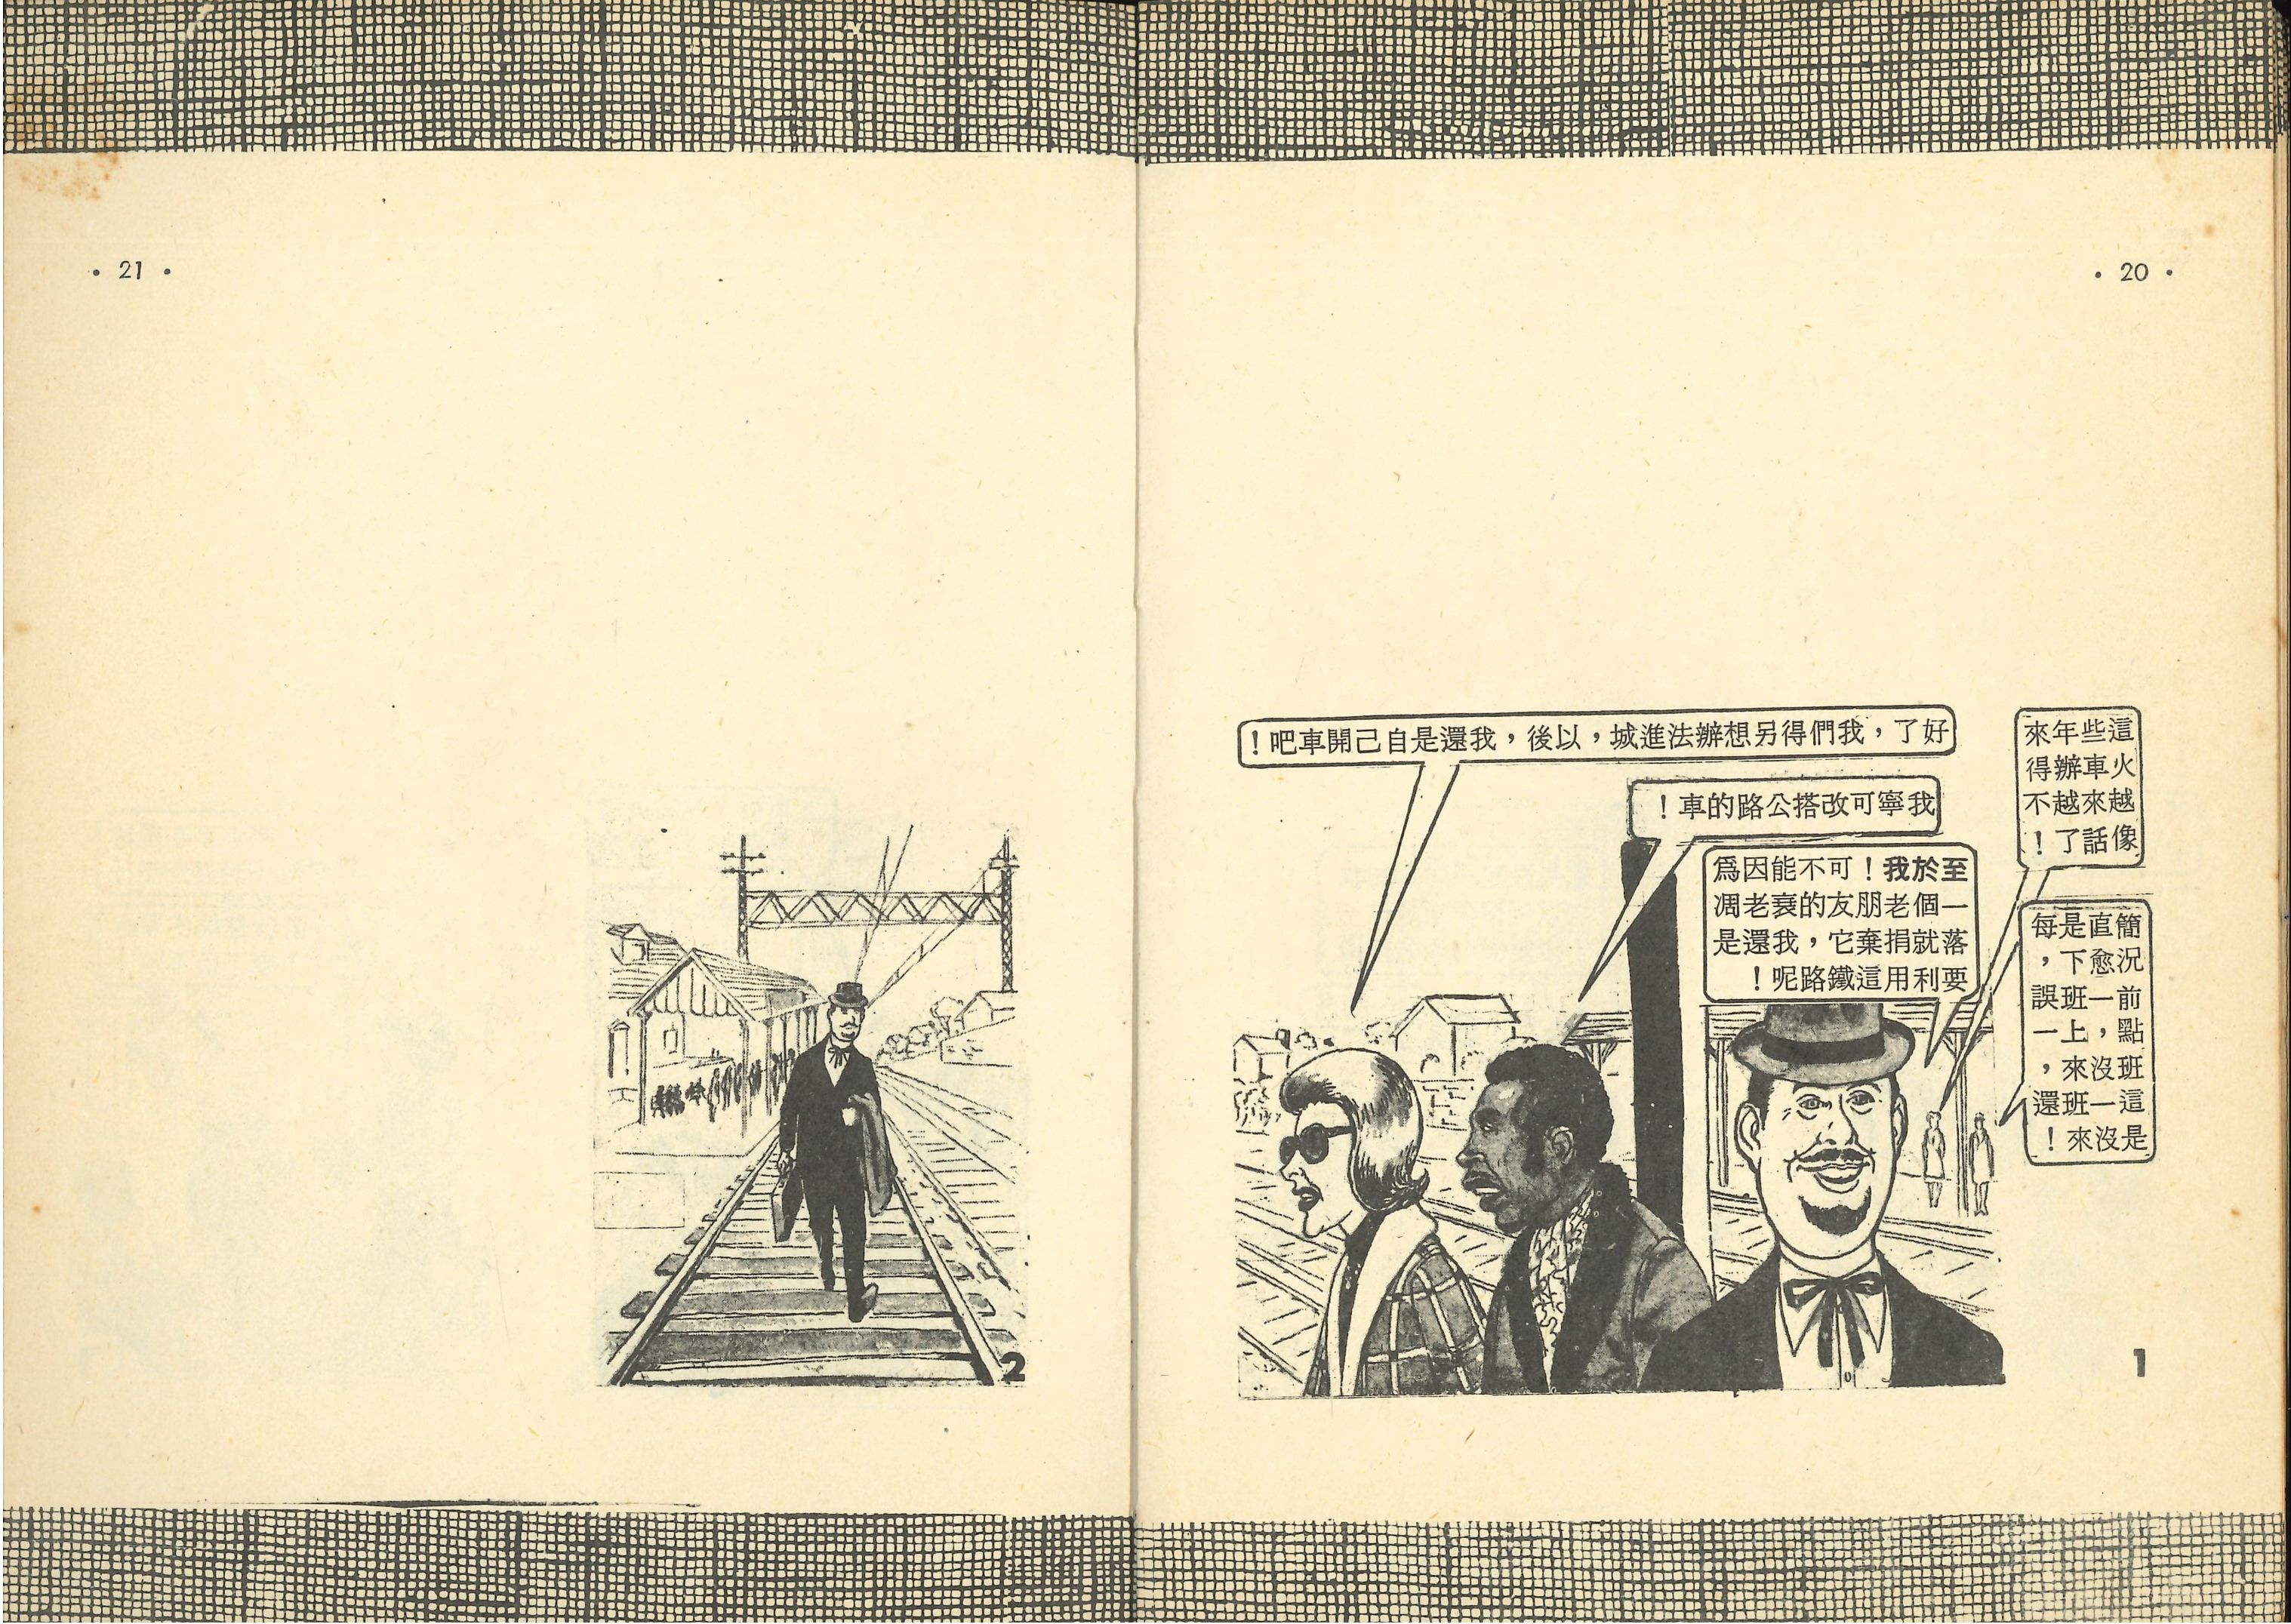 • 20 •
這些年來
火車辦得
越來越不
像話了！
簡直是每
況愈下，
前一班誤
點，上一
班沒來，
這一班還
是沒來！
好了，我們得另想辦法進城，以後，我還是自己開車吧！
我寧可改搭公路的車！
至於我！可不能因爲
一個老朋友的衰老凋
落就捐棄它，我還是
要利用這鐵路呢！
1
• 21 •
2